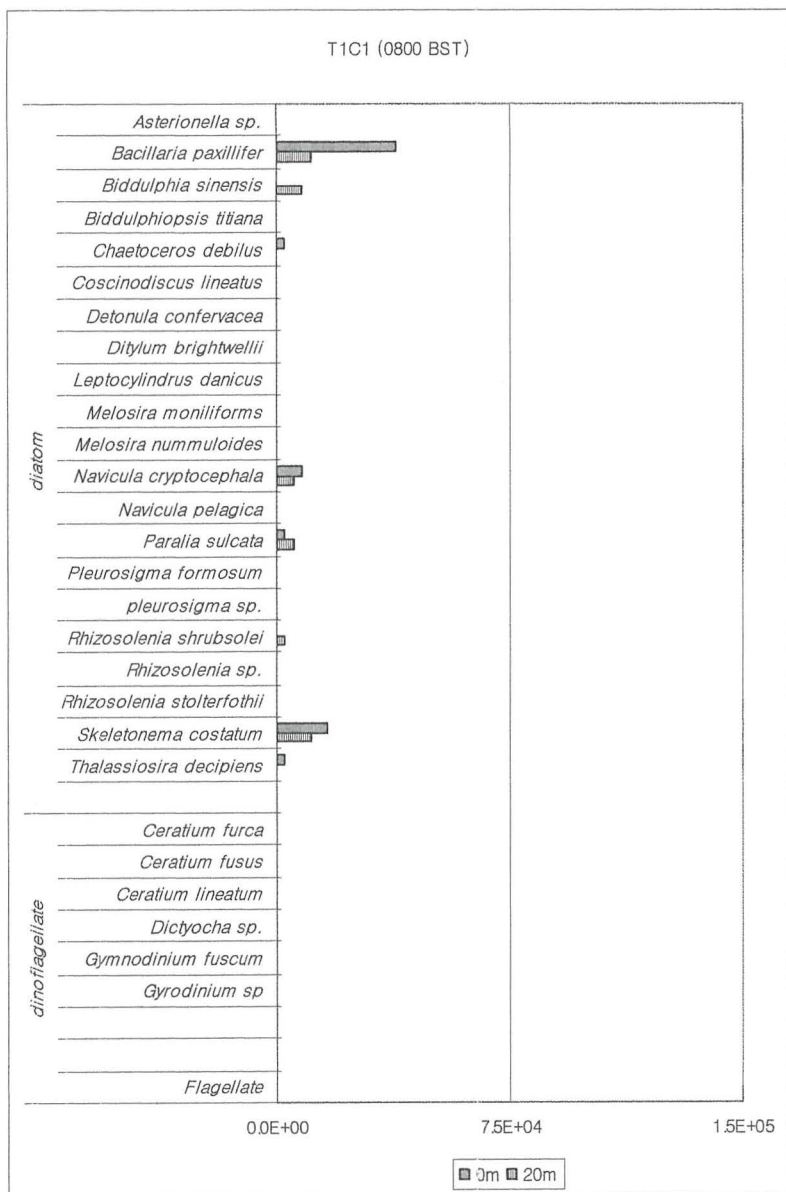 T1C1 (0800 BST)
diatom
Asterionella sp.
Bacillaria paxillifer
Biddulphia sinensis
Biddulphiopsis titiana
Chaetoceros debilus
Coscinodiscus lineatus
Detonula confervacea
Ditylum brightwellii
Leptocylindrus danicus
Melosira moniliforms
Melosira nummuloides
Navicula cryptocephala
Navicula pelagica
Paralia sulcata
Pleurosigma formosum
pleurosigma sp.
Rhizosolenia shrubsolei
Rhizosolenia sp.
Rhizosolenia stolterfothii
Skeletonema costatum
Thalassiosira decipiens
dinoflagellate
Ceratium furca
Ceratium fusus
Ceratium lineatum
Dictyocha sp.
Gymnodinium fuscum
Gyrodinium sp
Flagellate
0.0E+00 7.5E+04 1.5E+05
0m 20m